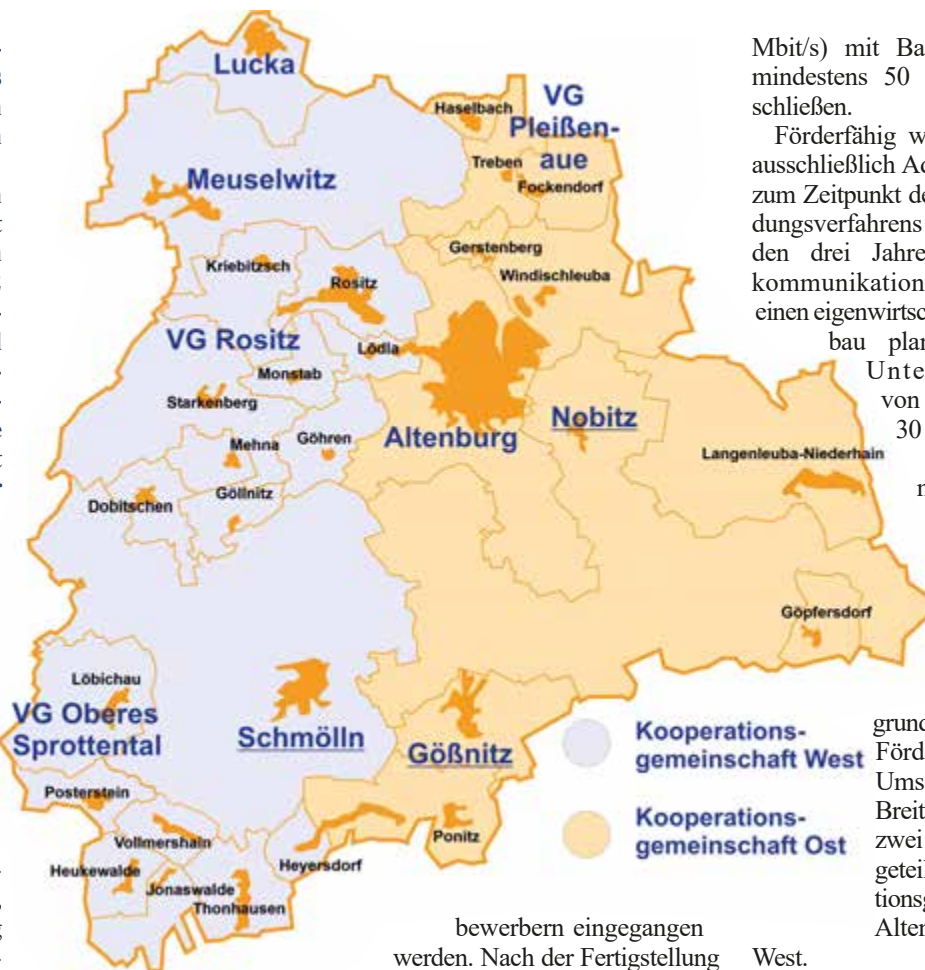 Lucka
Meuselwitz
Haselbach
VG
Pleißen-
aue
Treben
Fockendorf
Gerstenberg
Windischleuba
Kriebitzsch
Rositz
VG Rositz
Lödla
Monstab
Starkenberg
Mehna
Göhren
Göllnitz
Dobitschen
Altenburg
Nobitz
Langenleuba-Niederhain
Göpfersdorf
Löbichau
VG Oberes
Sprottental
Schmölln
Gößnitz
Posterstein
Vollmershain
Heukewalde
Jonaswalde
Thonhausen
Heyersdorf
Ponitz
Kooperations-
gemeinschaft West
Kooperations-
gemeinschaft Ost
bewerbern eingegangen
werden. Nach der Fertigstellung
Mbit/s) mit Ba
mindestens 50
schließen.
Förderfähig w
ausschließlich Ad
zum Zeitpunkt de
dungsverfahrens
den drei Jahre
kommunikation
einen eigenwirtsc
bau plan
Unte
von
30
n
grund
Förd
Ums
Breit
zwei
geteil
tionsg
Alter
West.